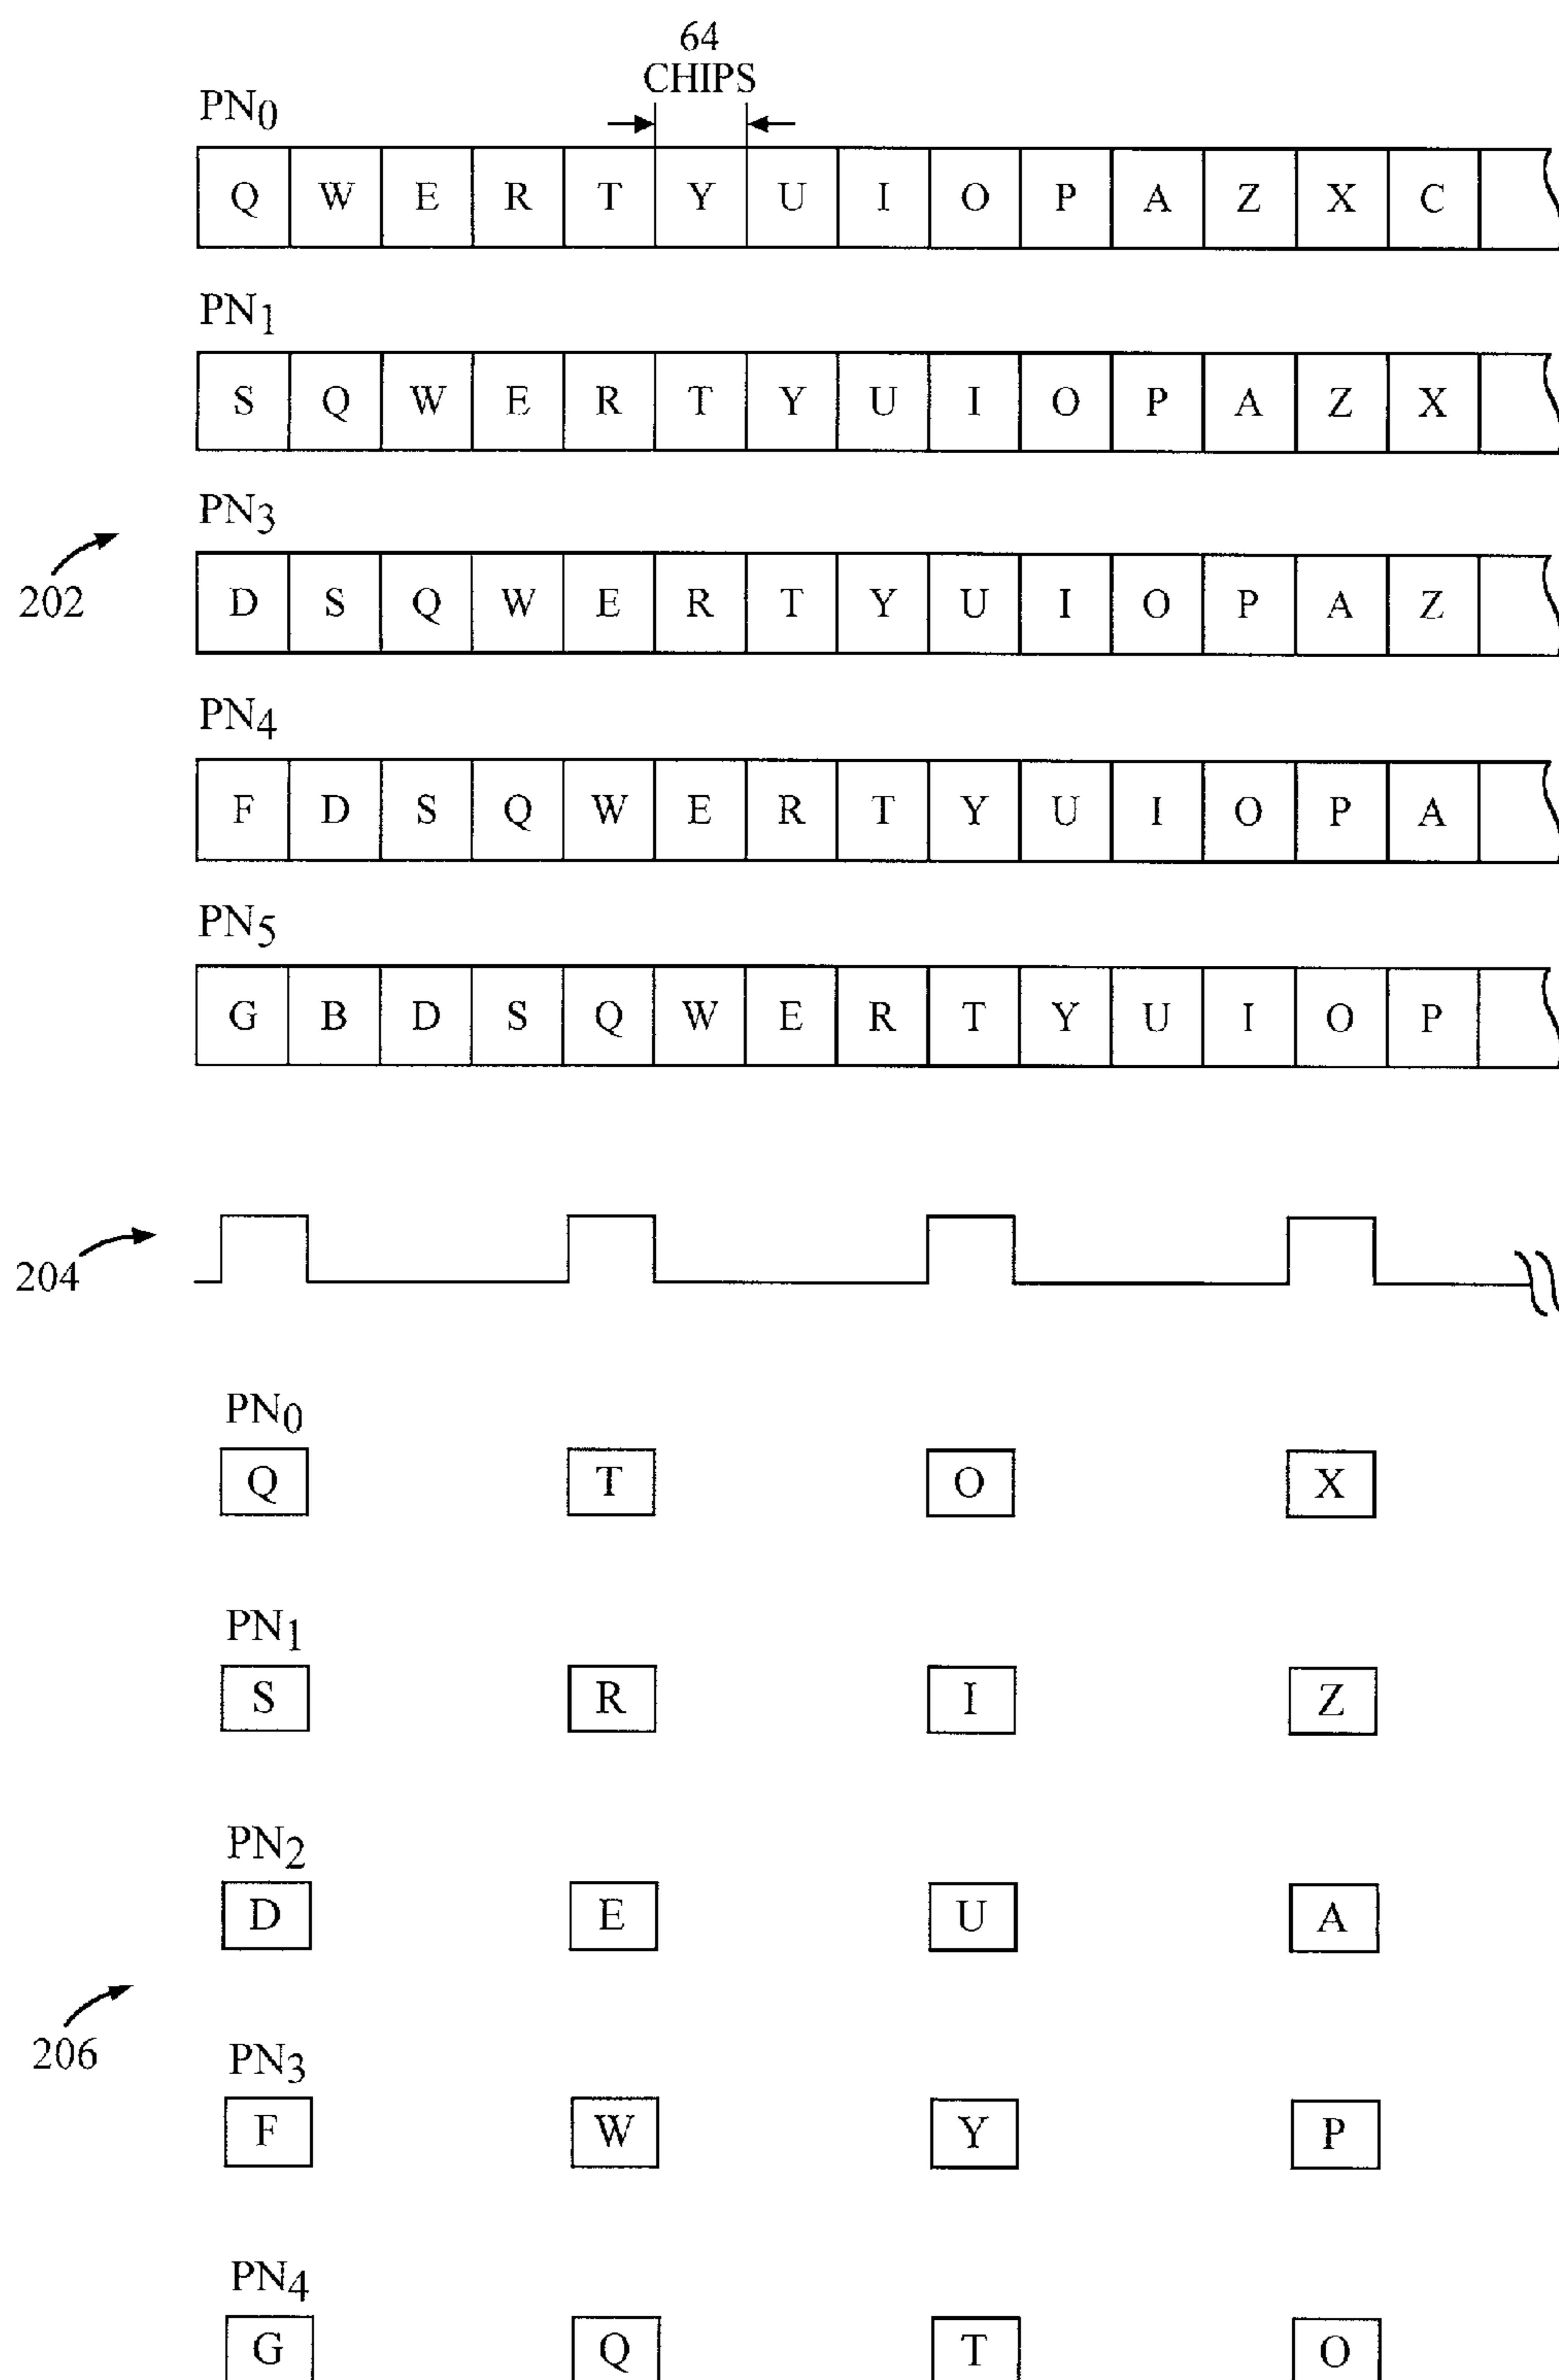 64
CHIPS
PN0
Q W E R T Y U I O P A Z X C
PN1
S Q W E R T Y U I O P A Z X
PN3
202
D S Q W E R T Y U I O P A Z
PN4
F D S Q W E R T Y U I O P A
PN5
G B D S Q W E R T Y U I O P
204
PN0
Q T O X
PN1
S R I Z
PN2
D E U A
206
PN3
F W Y P
PN4
G Q T O